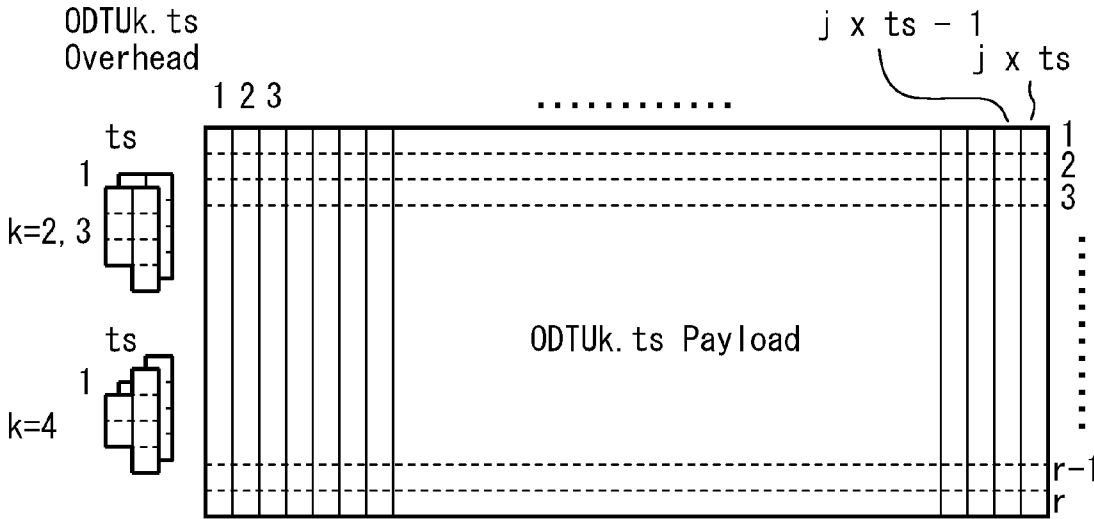 ODTUk.ts
Overhead
j x ts - 1
j x ts
1 2 3 ............
ts
1
k=2, 3
1
2
3
ts
1
k=4
ODTUk.ts Payload
r-1
r